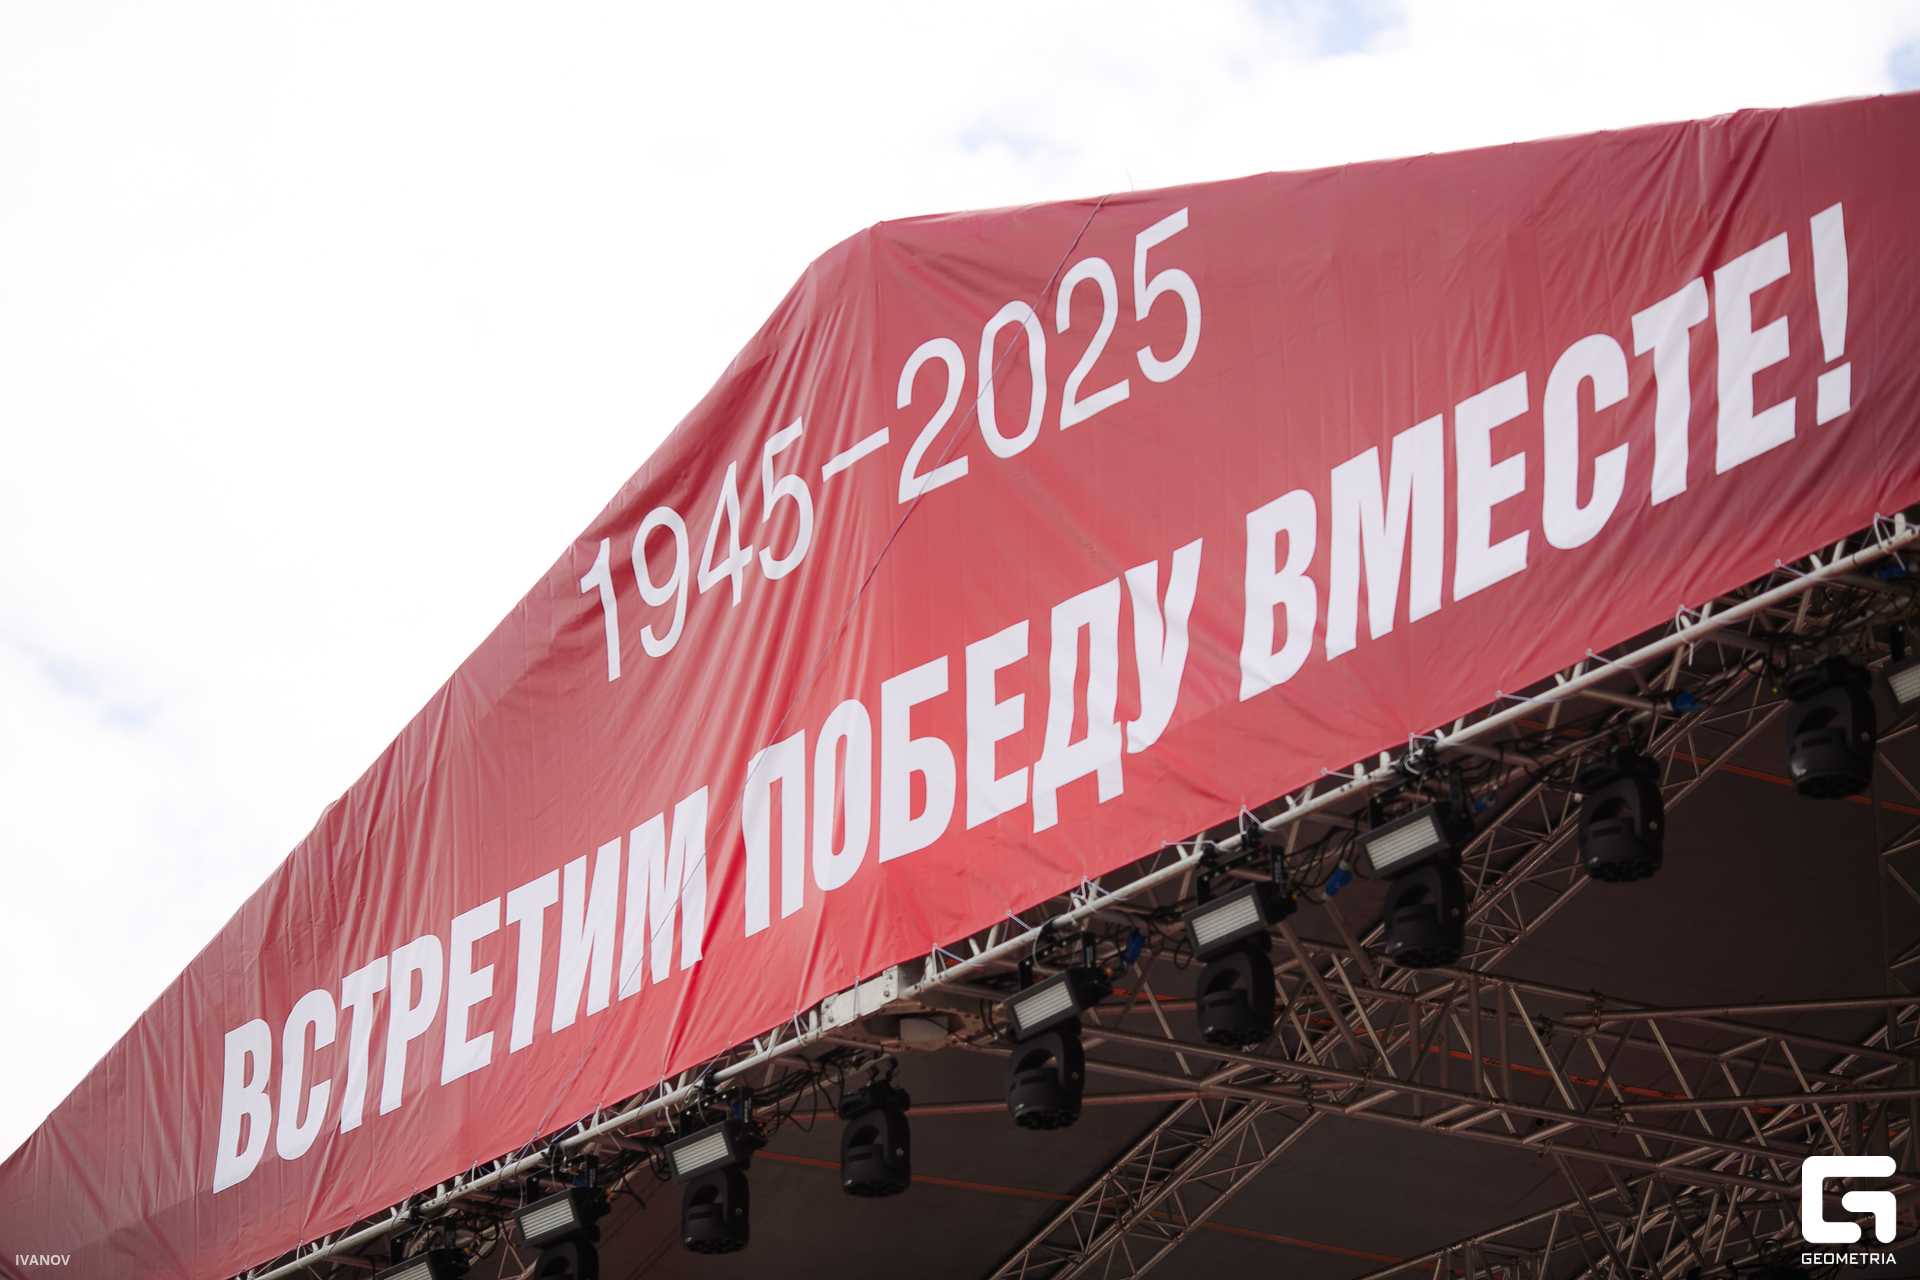 1945–2025
ВСТРЕТИМ ПОБЕДУ ВМЕСТЕ!
IVANOV
GEOMETRIA